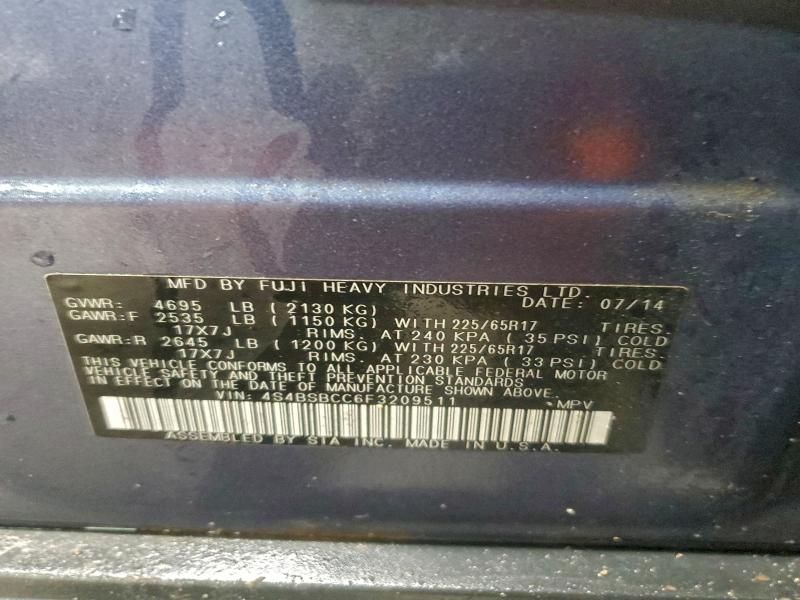 MFD BY FUJI HEAVY INDUSTRIES LTD.
GVWR: 4695 LB ( 2130 KG) DATE: 07/14
GAWR:F 2535 LB ( 1150 KG) WITH 225/65R17 TIRES.
17X7J RIMS. AT 240 KPA ( 35 PSI) COLD
GAWR:R 2645 LB ( 1200 KG) WITH 225/65R17 TIRES.
17X7J RIMS. AT 230 KPA ( 33 PSI) COLD
THIS VEHICLE CONFORMS TO ALL APPLICABLE FEDERAL MOTOR
VEHICLE SAFETY AND THEFT PREVENTION STANDARDS
IN EFFECT ON THE DATE OF MANUFACTURE SHOWN ABOVE.
VIN: 4S4BSBCC6F3209511 MPV
ASSEMBLED BY SIA INC. MADE IN U.S.A.